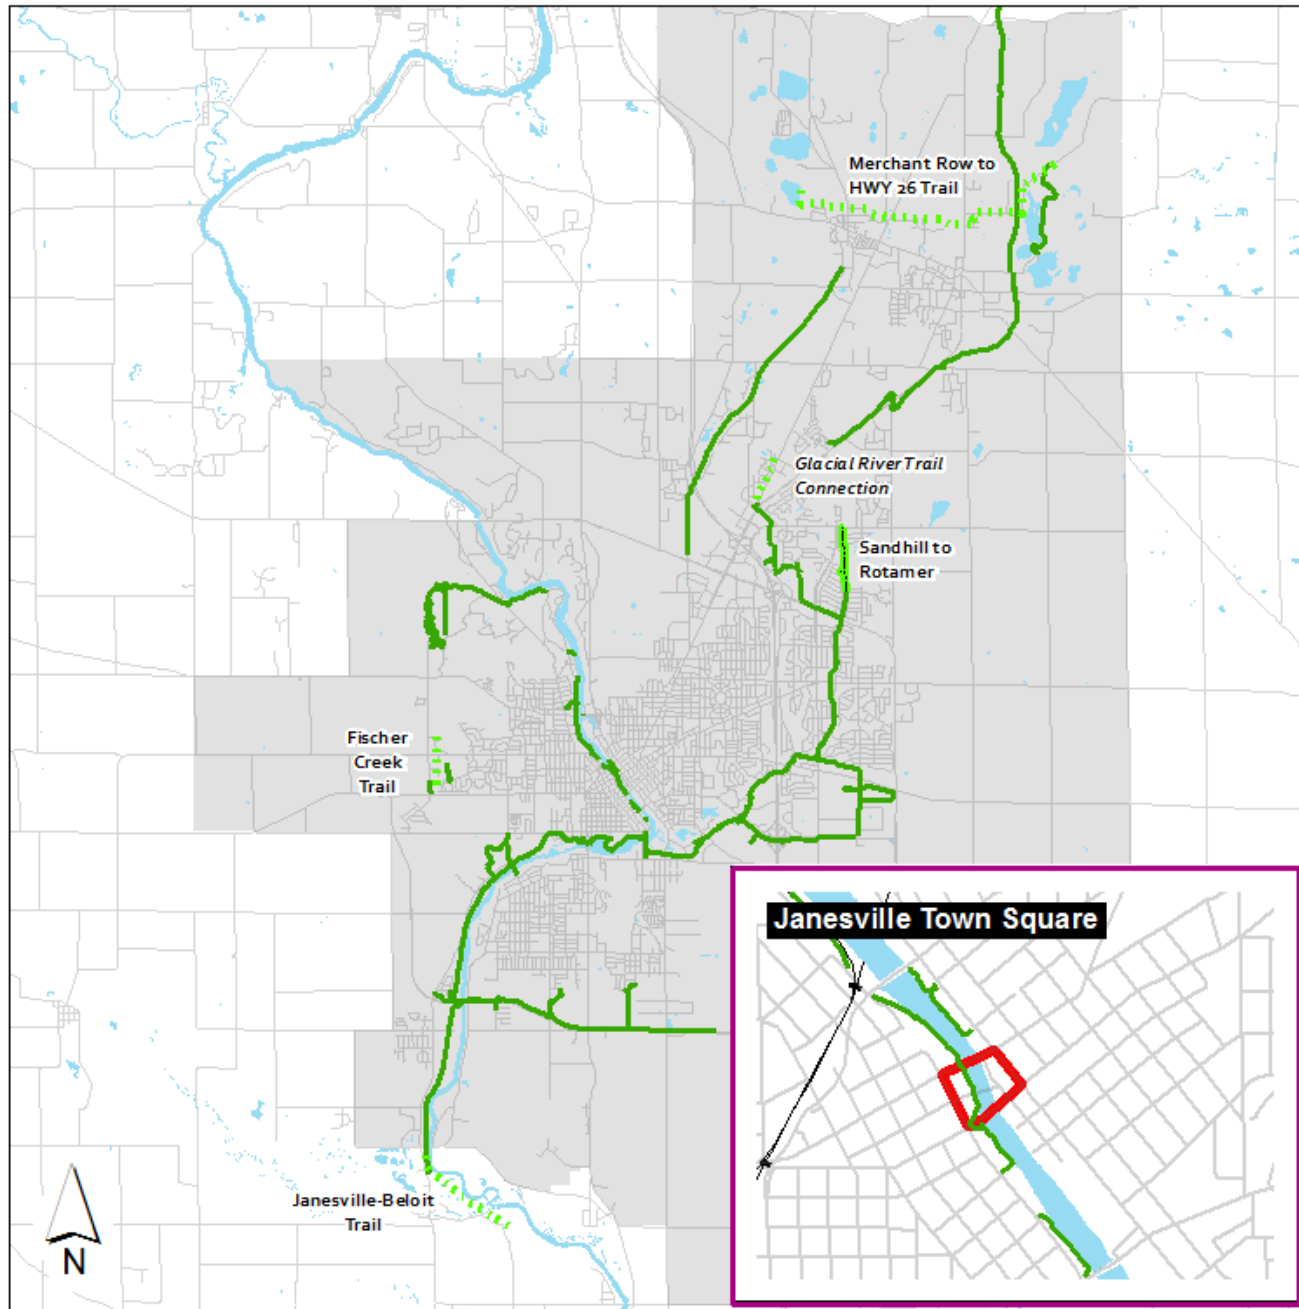 Merchant Row to
HWY 26 Trail
Glacial River Trail
Connection
Sandhill to
Rotamer
Fischer
Creek
Trail
Janesville Town Square
Janesville-Beloit
Trail
N